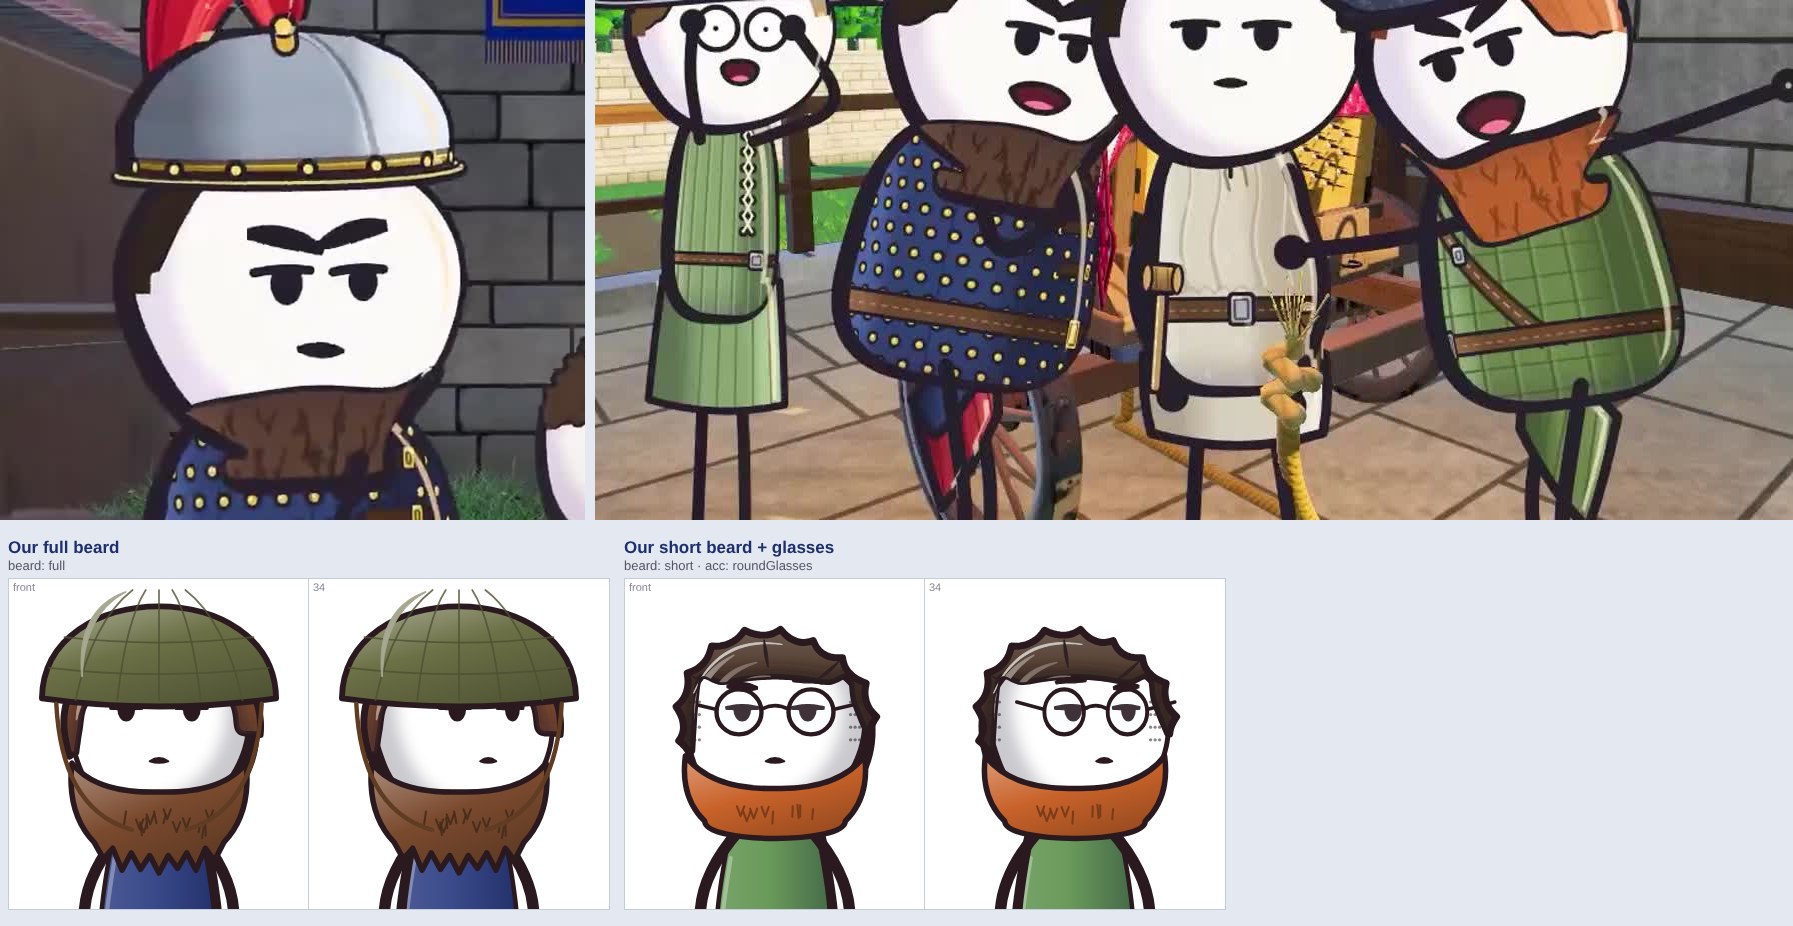 Our full beard
beard: full
front
34
Our short beard + glasses
beard: short · acc: roundGlasses
front
34